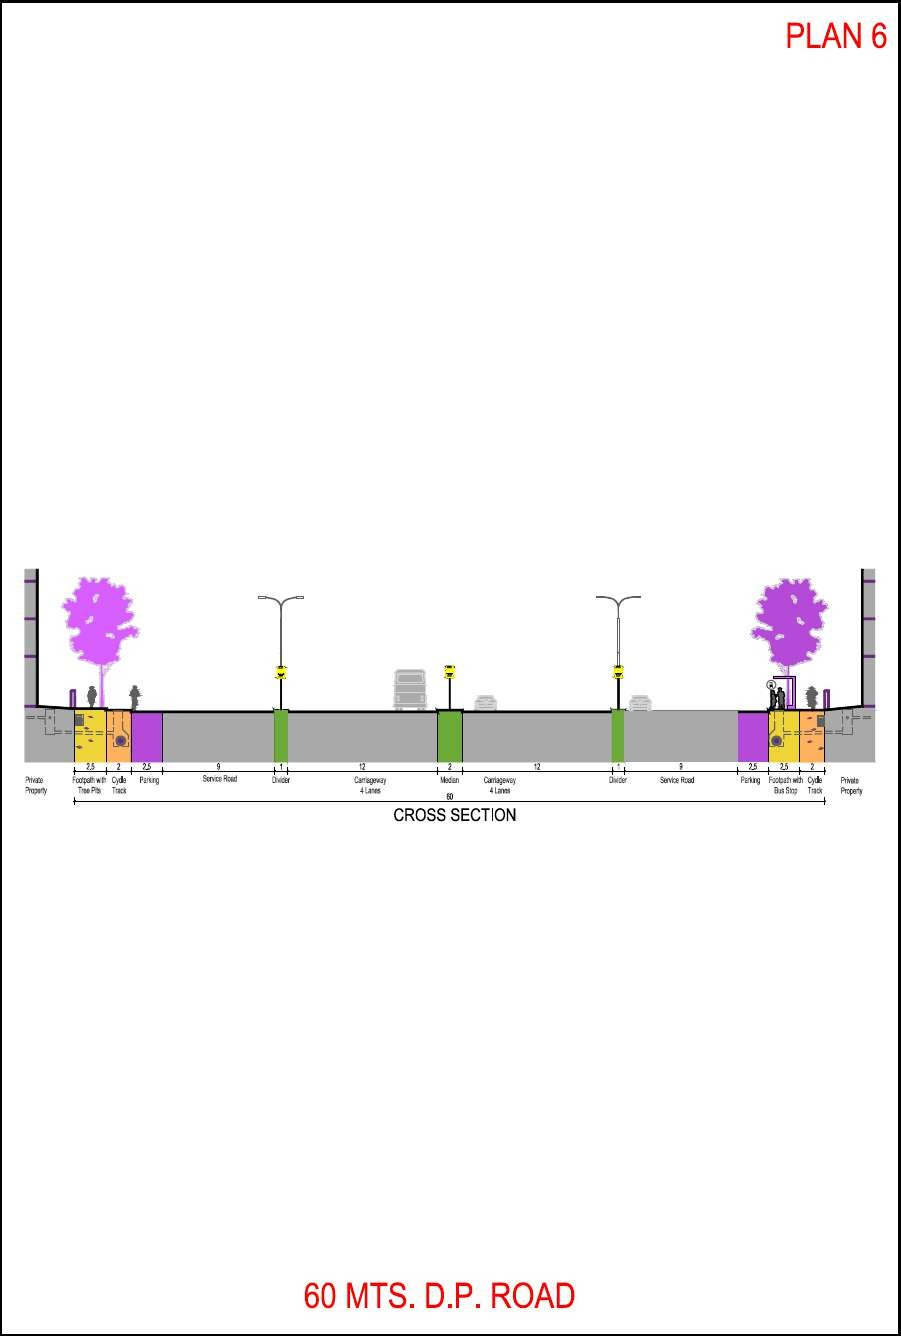 PLAN 6
2.5 2 2.5 9 1 12 2 12 1 9 2.5 2.5 2
Private Footpath with Cycle Parking Service Road Divider Carriageway Median Carriageway Divider Service Road Parking Footpath with Cycle Private
Property Tree Pits Track 4 Lanes 4 Lanes Bus Stop Track Property
60
CROSS SECTION
60 MTS. D.P. ROAD